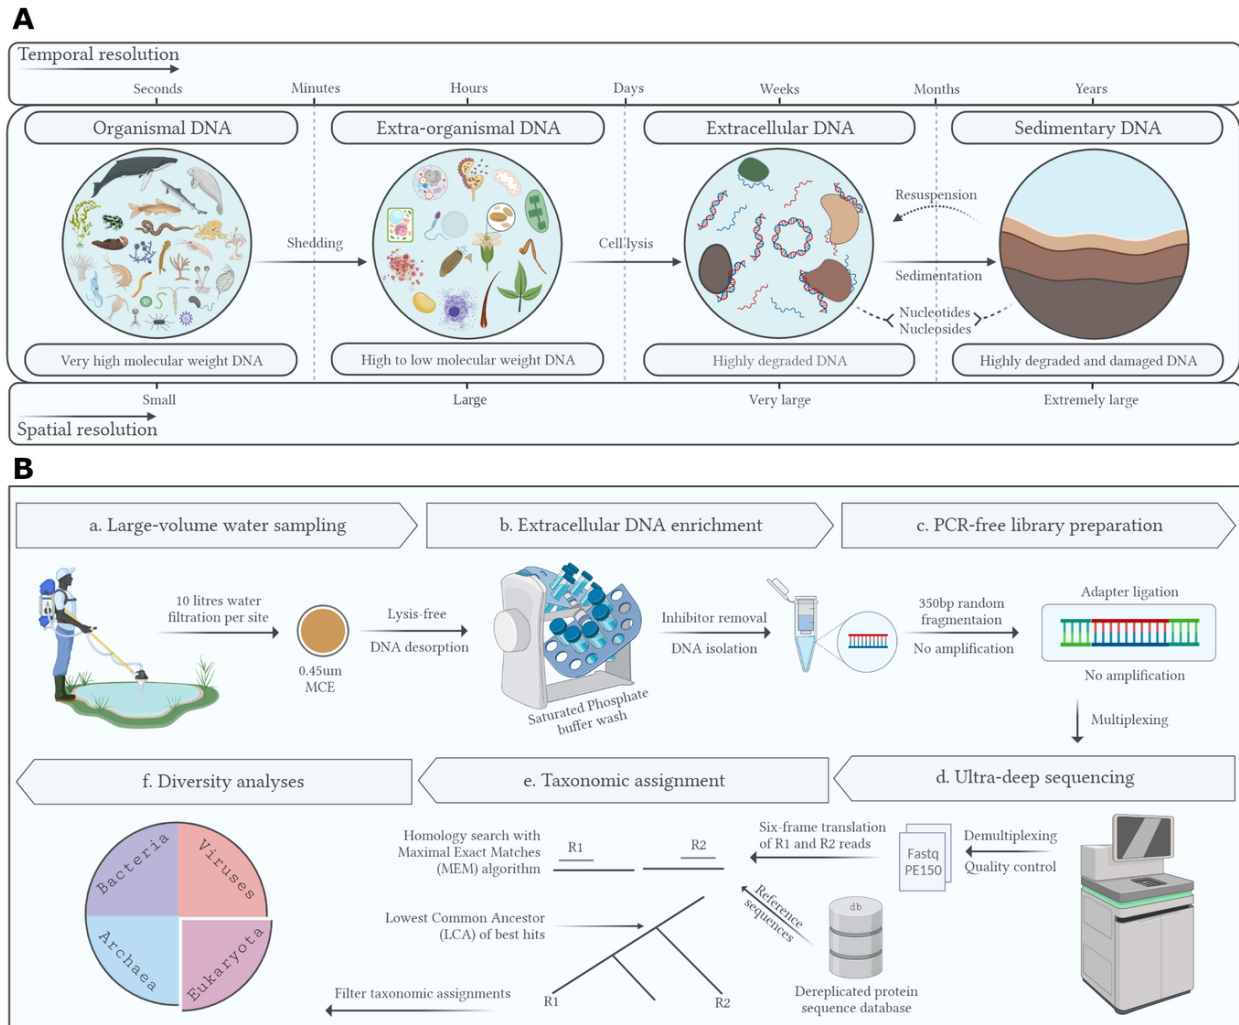 A
Temporal resolution
Seconds
Minutes
Hours
Days
Weeks
Months
Years
Organismal DNA
Extra-organismal DNA
Extracellular DNA
Sedimentary DNA
Shedding
Cell lysis
Resuspension
Sedimentation
Nucleotides
Nucleosides
Very high molecular weight DNA
High to low molecular weight DNA
Highly degraded DNA
Highly degraded and damaged DNA
Small
Large
Very large
Extremely large
Spatial resolution
B
a. Large-volume water sampling
b. Extracellular DNA enrichment
c. PCR-free library preparation
10 litres water
filtration per site
0.45um
MCE
Lysis-free
DNA desorption
Saturated Phosphate
buffer wash
Inhibitor removal
DNA isolation
350bp random
fragmentaion
No amplification
Adapter ligation
No amplification
Multiplexing
f. Diversity analyses
e. Taxonomic assignment
d. Ultra-deep sequencing
Bacteria
Viruses
Archaea
Eukaryota
Homology search with
Maximal Exact Matches
(MEM) algorithm
R1
R2
Six-frame translation
of R1 and R2 reads
Fastq
PE150
Demultiplexing
Quality control
Reference
sequences
db
Dereplicated protein
sequence database
Lowest Common Ancestor
(LCA) of best hits
R1
R2
Filter taxonomic assignments